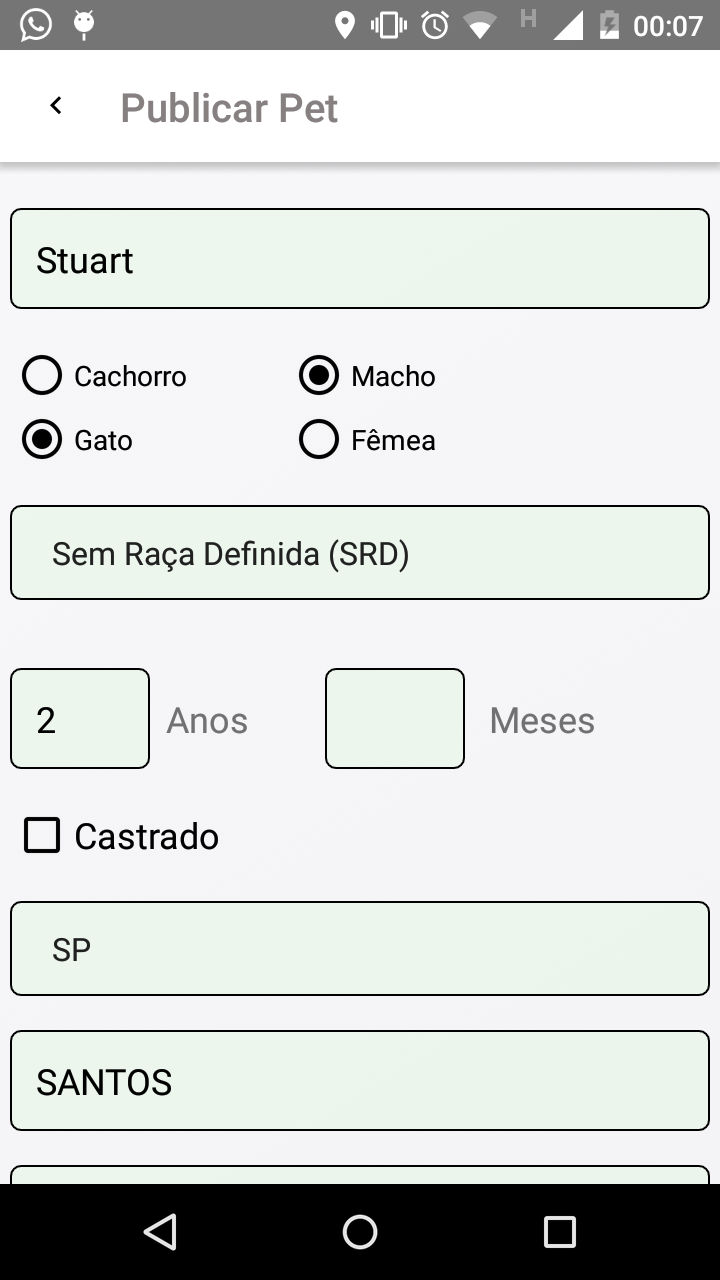 H 00:07
Publicar Pet
Stuart
Cachorro Macho
Gato Fêmea
Sem Raça Definida (SRD)
2 Anos Meses
Castrado
SP
SANTOS